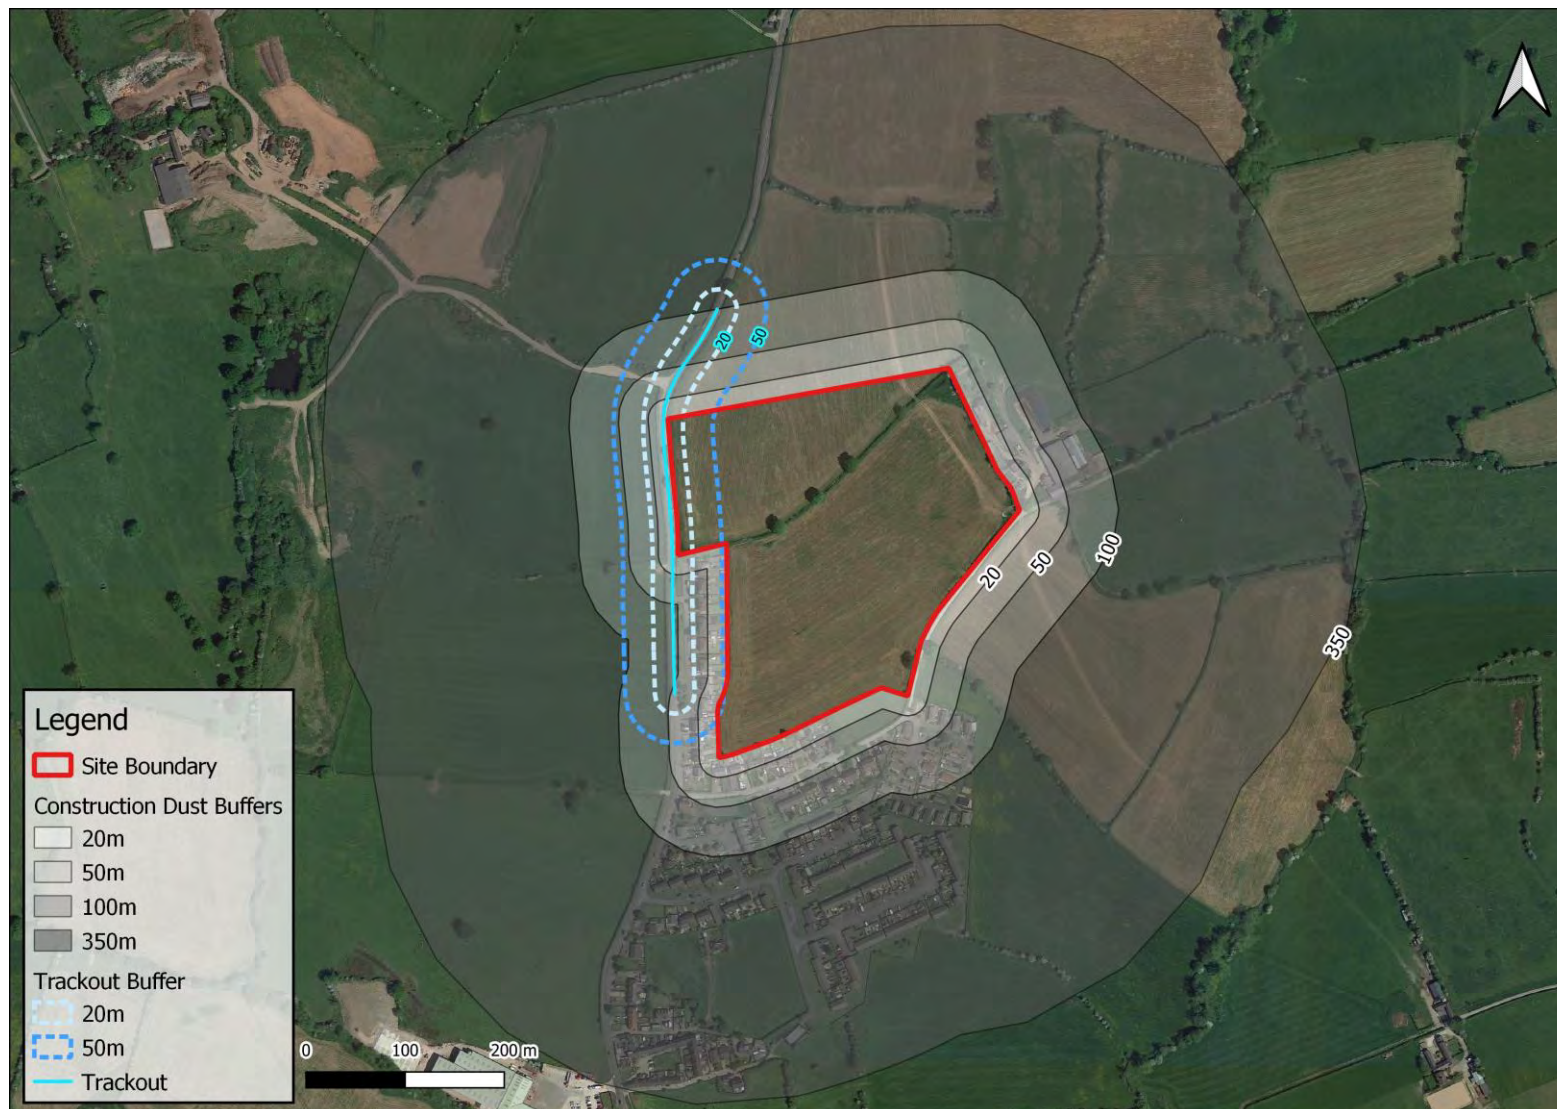 20
50
20
50
100
350
Legend
Site Boundary
Construction Dust Buffers
20m
50m
100m
350m
Trackout Buffer
20m
50m
Trackout
0 100 200 m